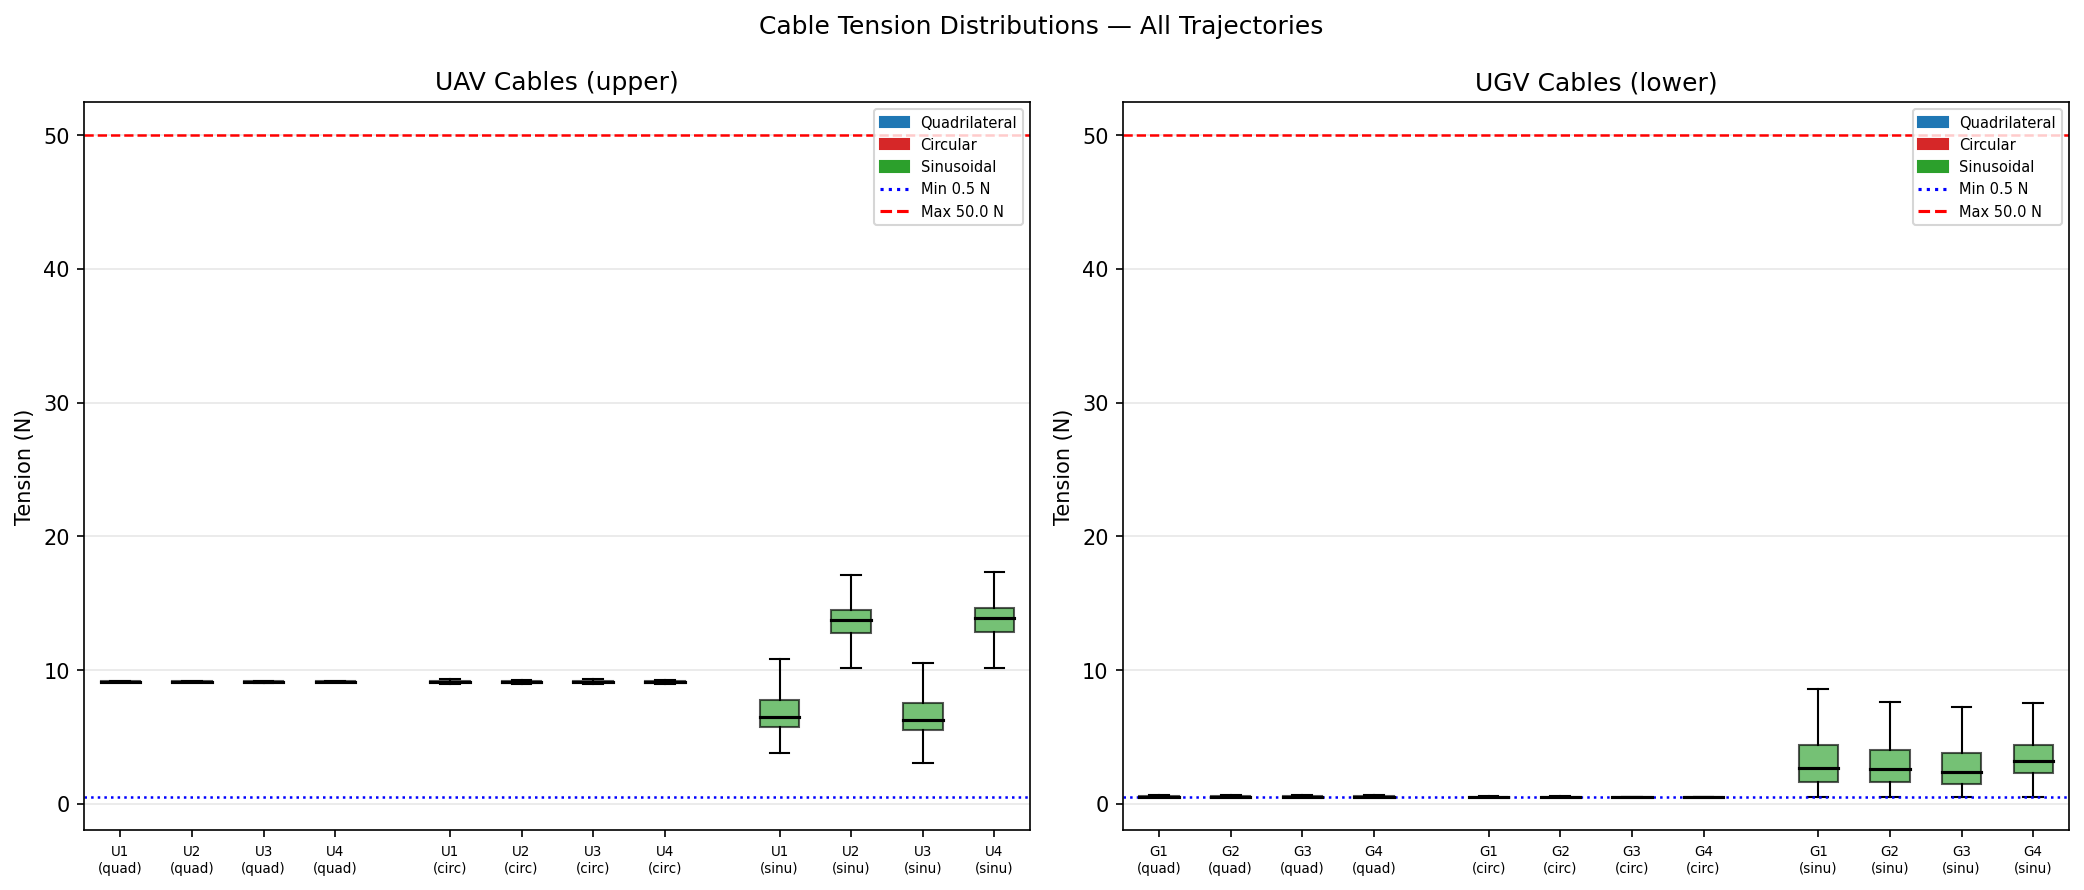 Cable Tension Distributions — All Trajectories
UAV Cables (upper)
Tension (N)
50
40
30
20
10
0
Quadrilateral
Circular
Sinusoidal
Min 0.5 N
Max 50.0 N
U1 U2 U3 U4 U1 U2 U3 U4 U1 U2 U3 U4
(quad) (quad) (quad) (quad) (circ) (circ) (circ) (circ) (sinu) (sinu) (sinu) (sinu)
UGV Cables (lower)
Tension (N)
50
40
30
20
10
0
Quadrilateral
Circular
Sinusoidal
Min 0.5 N
Max 50.0 N
G1 G2 G3 G4 G1 G2 G3 G4 G1 G2 G3 G4
(quad) (quad) (quad) (quad) (circ) (circ) (circ) (circ) (sinu) (sinu) (sinu) (sinu)